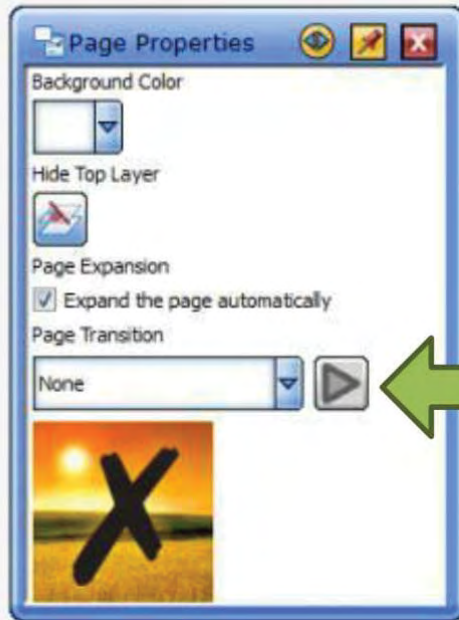 Page Properties
Background Color
Hide Top Layer
Page Expansion
Expand the page automatically
Page Transition
None